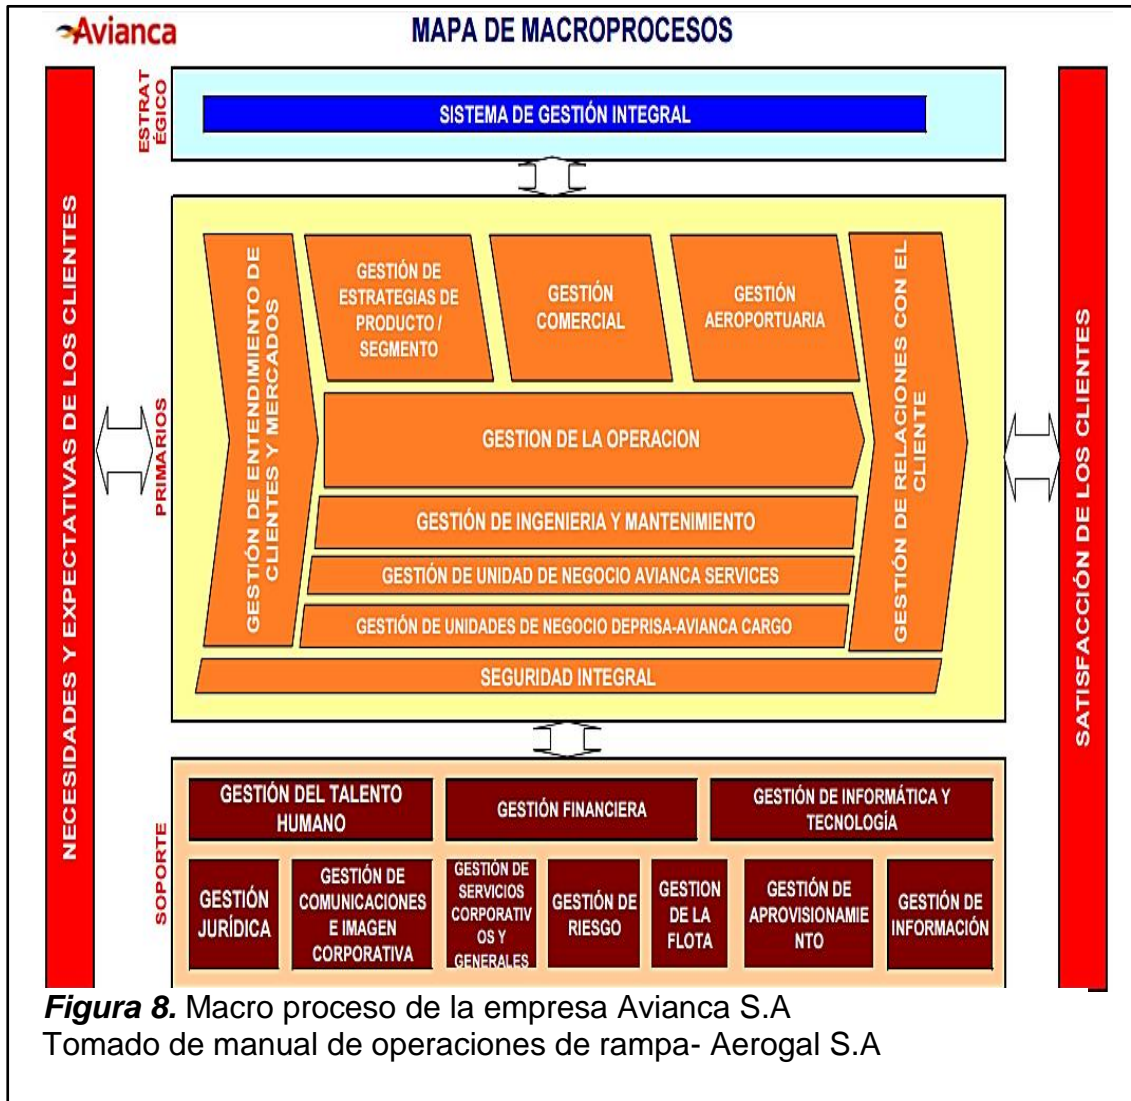 Avianca
MAPA DE MACROPROCESOS
NECESIDADES Y EXPECTATIVAS DE LOS CLIENTES
ESTRAT
ÉGICO
SISTEMA DE GESTIÓN INTEGRAL
PRIMARIOS
GESTIÓN DE ENTENDIMIENTO DE
CLIENTES Y MERCADOS
GESTIÓN DE
ESTRATEGIAS DE
PRODUCTO /
SEGMENTO
GESTIÓN
COMERCIAL
GESTIÓN
AEROPORTUARIA
GESTION DE LA OPERACION
GESTIÓN DE INGENIERIA Y MANTENIMIENTO
GESTIÓN DE UNIDAD DE NEGOCIO AVIANCA SERVICES
GESTIÓN DE UNIDADES DE NEGOCIO DEPRISA-AVIANCA CARGO
GESTIÓN DE RELACIONES CON EL
CLIENTE
SEGURIDAD INTEGRAL
SOPORTE
GESTIÓN DEL TALENTO
HUMANO
GESTIÓN FINANCIERA
GESTIÓN DE INFORMÁTICA Y
TECNOLOGÍA
GESTIÓN
JURÍDICA
GESTIÓN DE
COMUNICACIONES
E IMAGEN
CORPORATIVA
GESTIÓN DE
SERVICIOS
CORPORATIV
OS Y
GENERALES
GESTIÓN DE
RIESGO
GESTION
DE LA
FLOTA
GESTIÓN DE
APROVISIONAMIE
NTO
GESTIÓN DE
INFORMACIÓN
SATISFACCIÓN DE LOS CLIENTES
Figura 8. Macro proceso de la empresa Avianca S.A
Tomado de manual de operaciones de rampa- Aerogal S.A